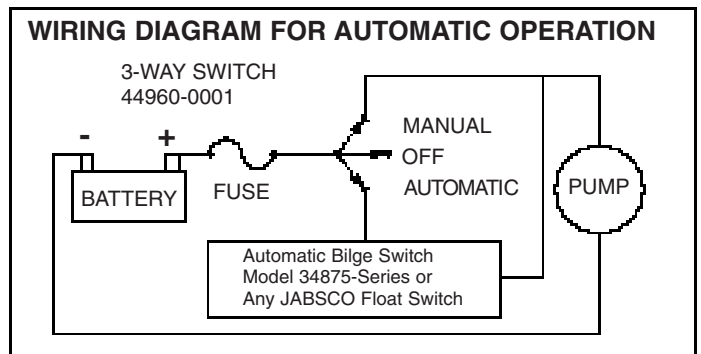 WIRING DIAGRAM FOR AUTOMATIC OPERATION
3-WAY SWITCH
44960-0001
- +
BATTERY
FUSE
MANUAL
OFF
AUTOMATIC
PUMP
Automatic Bilge Switch
Model 34875-Series or
Any JABSCO Float Switch